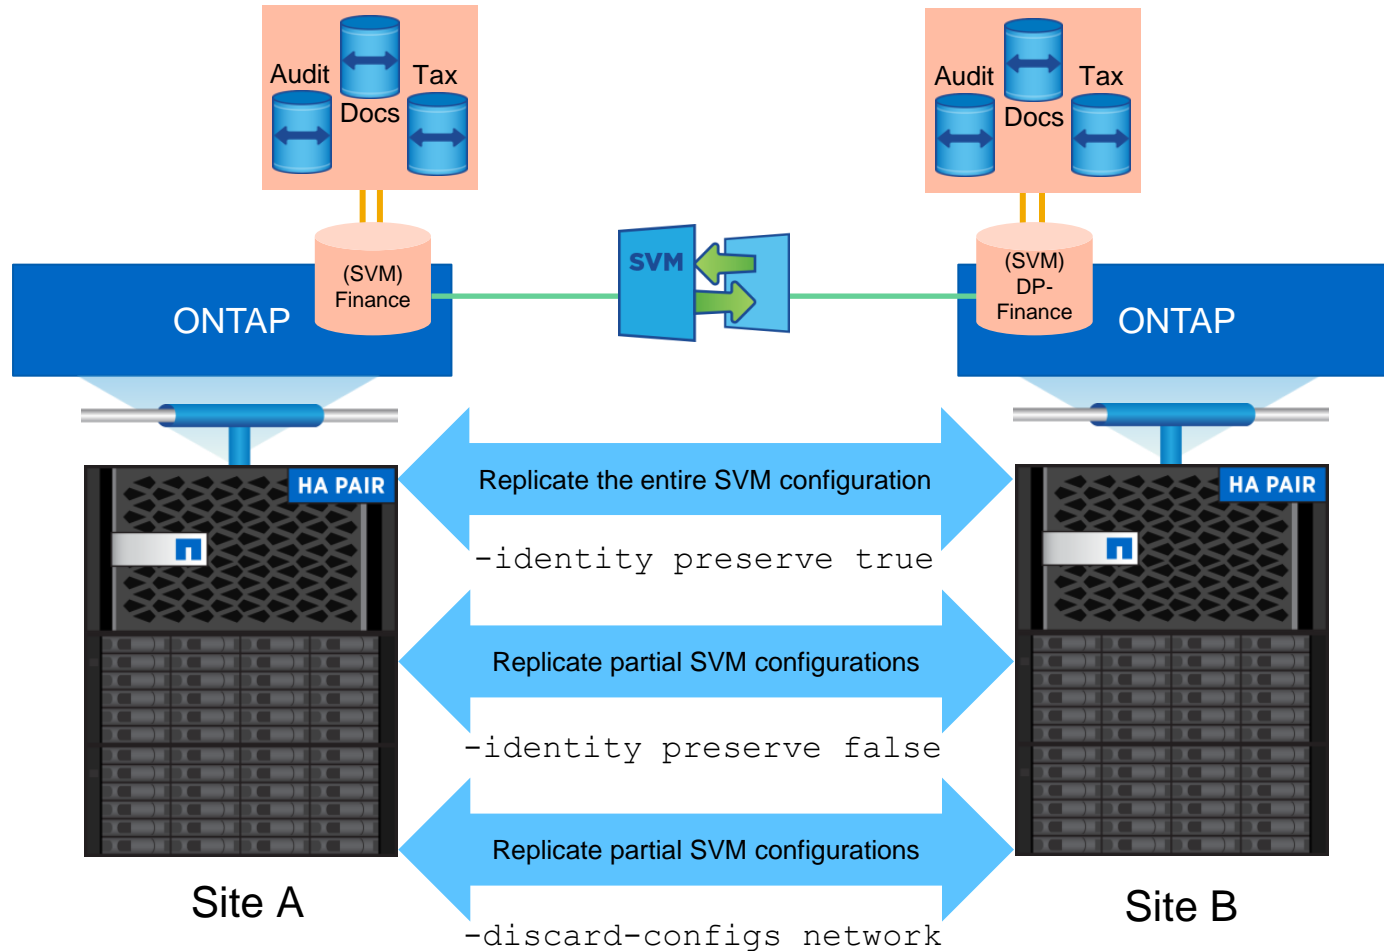 Audit
Docs
Tax
Audit
Docs
Tax
(SVM)
Finance
SVM
(SVM)
DP-
Finance
ONTAP
ONTAP
HA PAIR
HA PAIR
Replicate the entire SVM configuration
-identity preserve true
Replicate partial SVM configurations
-identity preserve false
Replicate partial SVM configurations
-discard-configs network
Site A
Site B